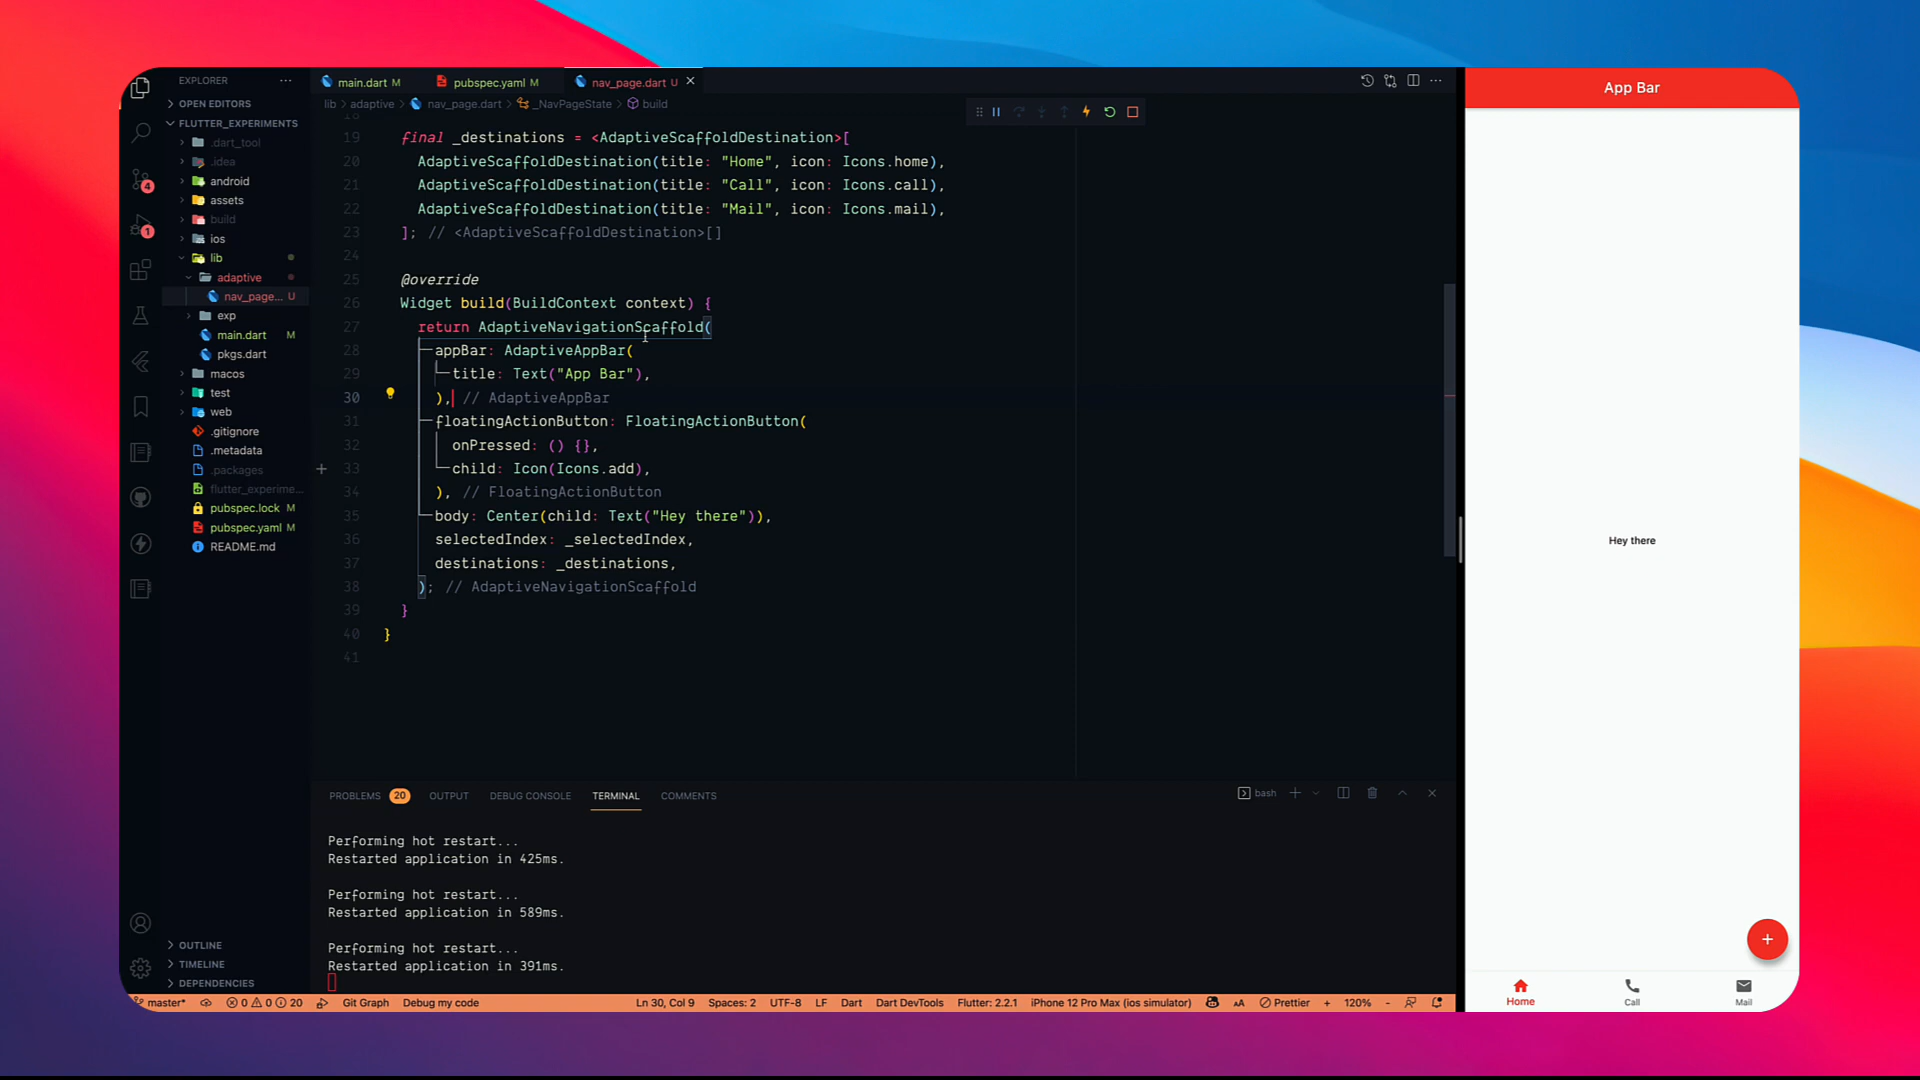 EXPLORER
OPEN EDITORS
FLUTTER_EXPERIMENTS
.dart_tool
.idea
android
assets
build
ios
lib
adaptive
nav_page... U
exp
main.dart M
pkgs.dart
macos
test
web
.gitignore
.metadata
.packages
flutter_experime...
pubspec.lock M
pubspec.yaml M
README.md
OUTLINE
TIMELINE
DEPENDENCIES
4
1
main.dart M
pubspec.yaml M
nav_page.dart U
lib > adaptive > nav_page.dart > _NavPageState > build
18
19 final _destinations = <AdaptiveScaffoldDestination>[
20 AdaptiveScaffoldDestination(title: "Home", icon: Icons.home),
21 AdaptiveScaffoldDestination(title: "Call", icon: Icons.call),
22 AdaptiveScaffoldDestination(title: "Mail", icon: Icons.mail),
23 ]; // <AdaptiveScaffoldDestination>[]
24
25 @override
26 Widget build(BuildContext context) {
27 return AdaptiveNavigationScaffold(
28 appBar: AdaptiveAppBar(
29 title: Text("App Bar"),
30 ), // AdaptiveAppBar
31 floatingActionButton: FloatingActionButton(
32 onPressed: () {},
33 child: Icon(Icons.add),
34 ), // FloatingActionButton
35 body: Center(child: Text("Hey there")),
36 selectedIndex: _selectedIndex,
37 destinations: _destinations,
38 ); // AdaptiveNavigationScaffold
39 }
40 }
41
PROBLEMS 20 OUTPUT DEBUG CONSOLE TERMINAL COMMENTS
bash
Performing hot restart...
Restarted application in 425ms.
Performing hot restart...
Restarted application in 589ms.
Performing hot restart...
Restarted application in 391ms.
master* 0 0 20 Git Graph Debug my code Ln 30, Col 9 Spaces: 2 UTF-8 LF Dart Dart DevTools Flutter: 2.2.1 iPhone 12 Pro Max (ios simulator) AA Prettier + 120% -
App Bar
Hey there
+
Home Call Mail